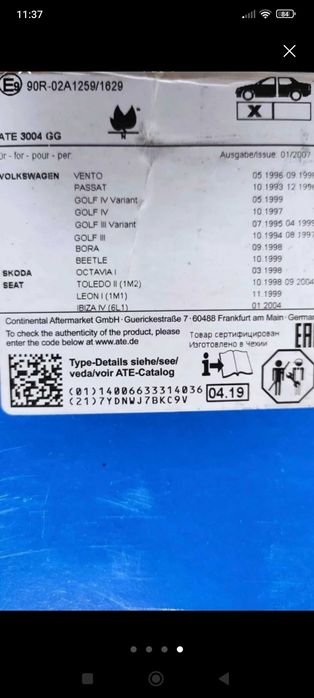 11:37
84
E9 90R-02A1259/1629
X
N
ATE 3004 GG
für - for - pour - per
Ausgabe/issue: 01/2007
VOLKSWAGEN VENTO 05.1996 09.199
PASSAT 10.1993 12.199
GOLF IV Variant 05.1999
GOLF IV 10.1997
GOLF III Variant 07.1995 04.199
GOLF III 10.1994 08.199
BORA 09.1998
BEETLE 10.1999
SKODA OCTAVIA I 03.1998
SEAT TOLEDO II (1M2) 10.1998 09.2004
LEON I (1M1) 11.1999
IBIZA IV (6L1) 01.2004
Continental Aftermarket GmbH · Guerickestraße 7 · 60488 Frankfurt am Main · German
To check the authenticity of the product, please
enter the code below at www.ate.de
Товар сертифицирован
Изготовлено в Чехии
EAC
Type-Details siehe/see/
veda/voir ATE-Catalog
(01)14006633314036
(21)7YDNWJ7BKC9V
04.19